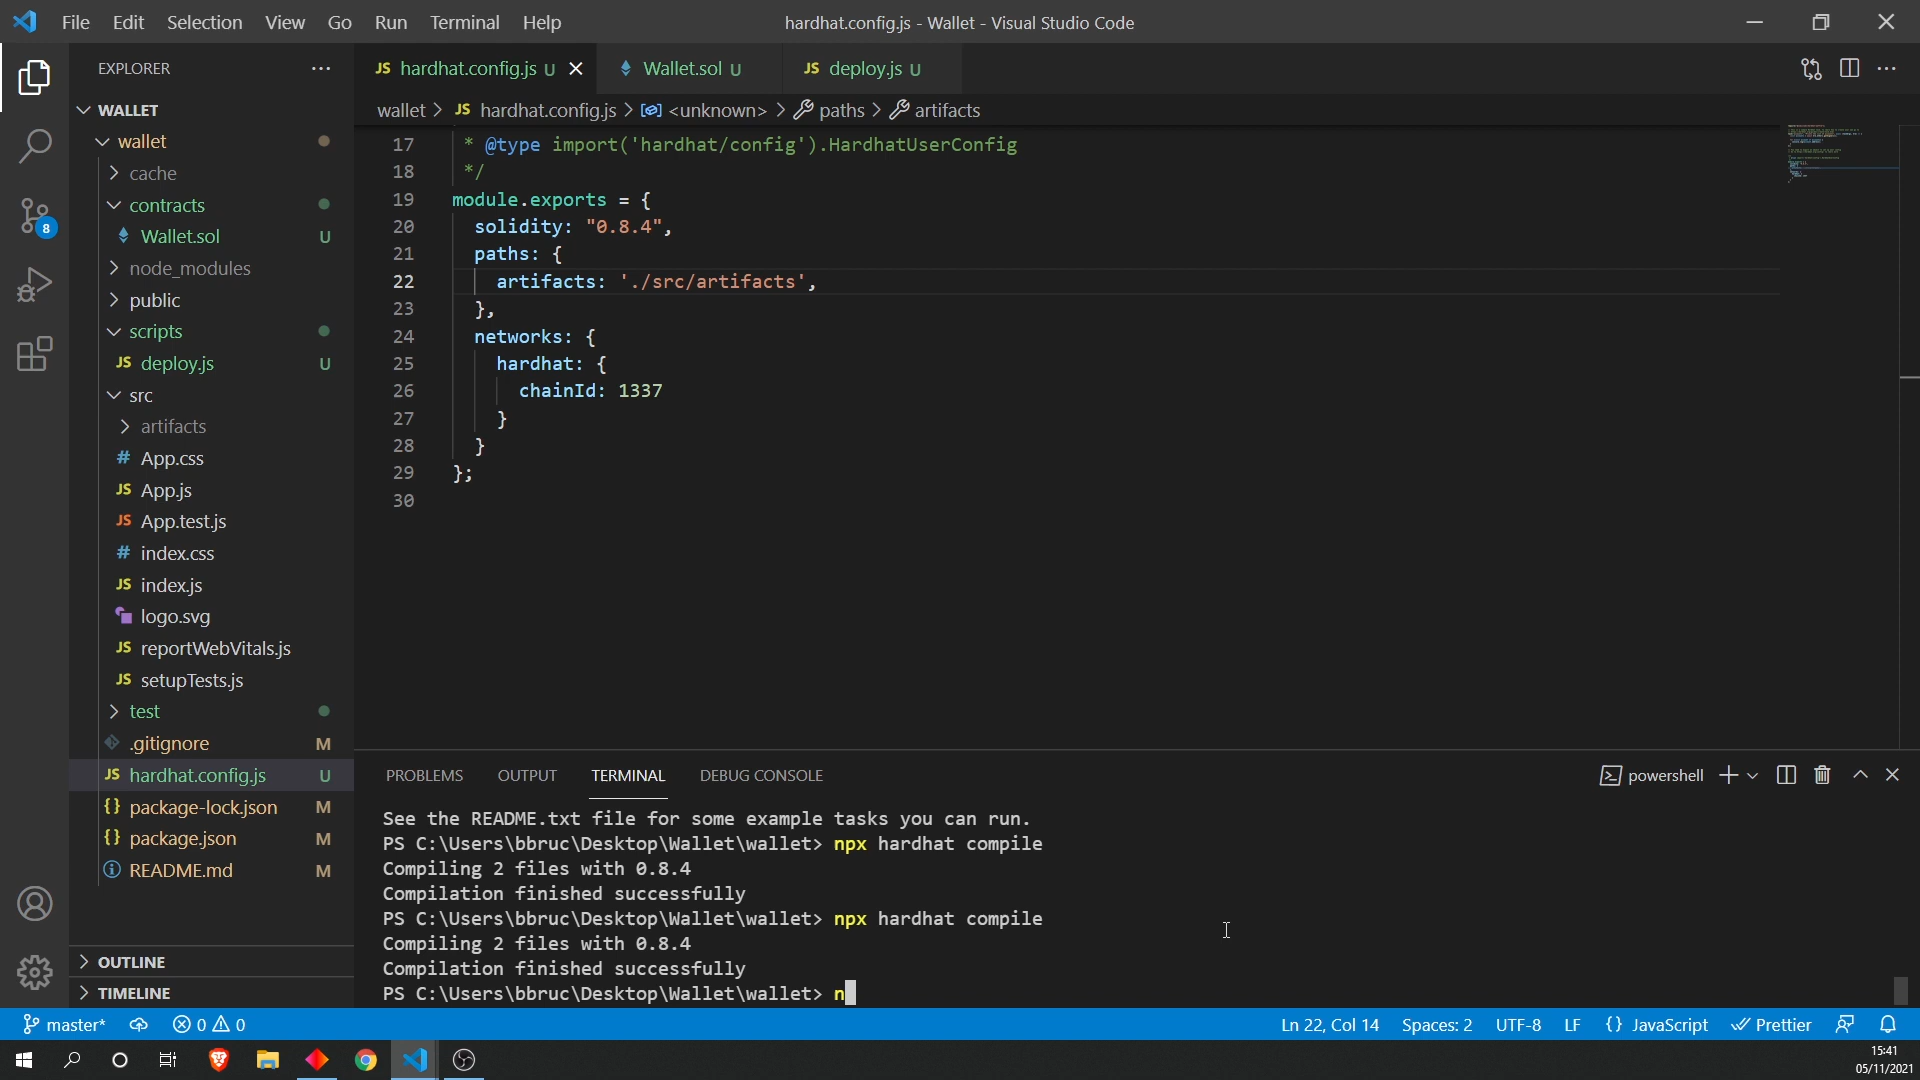 File Edit Selection View Go Run Terminal Help
hardhat.config.js - Wallet - Visual Studio Code
EXPLORER
JS hardhat.config.js U
Wallet.sol U
JS deploy.js U
wallet > JS hardhat.config.js > <unknown> > paths > artifacts
WALLET
wallet
cache
contracts
Wallet.sol U
node_modules
public
scripts
JS deploy.js U
src
artifacts
# App.css
JS App.js
JS App.test.js
# index.css
JS index.js
logo.svg
JS reportWebVitals.js
JS setupTests.js
test
.gitignore M
JS hardhat.config.js U
{} package-lock.json M
{} package.json M
README.md M
OUTLINE
TIMELINE
8
17 * @type import('hardhat/config').HardhatUserConfig
18 */
19 module.exports = {
20 solidity: "0.8.4",
21 paths: {
22 artifacts: './src/artifacts',
23 },
24 networks: {
25 hardhat: {
26 chainId: 1337
27 }
28 }
29 };
30
PROBLEMS OUTPUT TERMINAL DEBUG CONSOLE
powershell
See the README.txt file for some example tasks you can run.
PS C:\Users\bbruc\Desktop\Wallet\wallet> npx hardhat compile
Compiling 2 files with 0.8.4
Compilation finished successfully
PS C:\Users\bbruc\Desktop\Wallet\wallet> npx hardhat compile
Compiling 2 files with 0.8.4
Compilation finished successfully
PS C:\Users\bbruc\Desktop\Wallet\wallet> n
master* 0 0
Ln 22, Col 14 Spaces: 2 UTF-8 LF {} JavaScript Prettier
15:41
05/11/2021